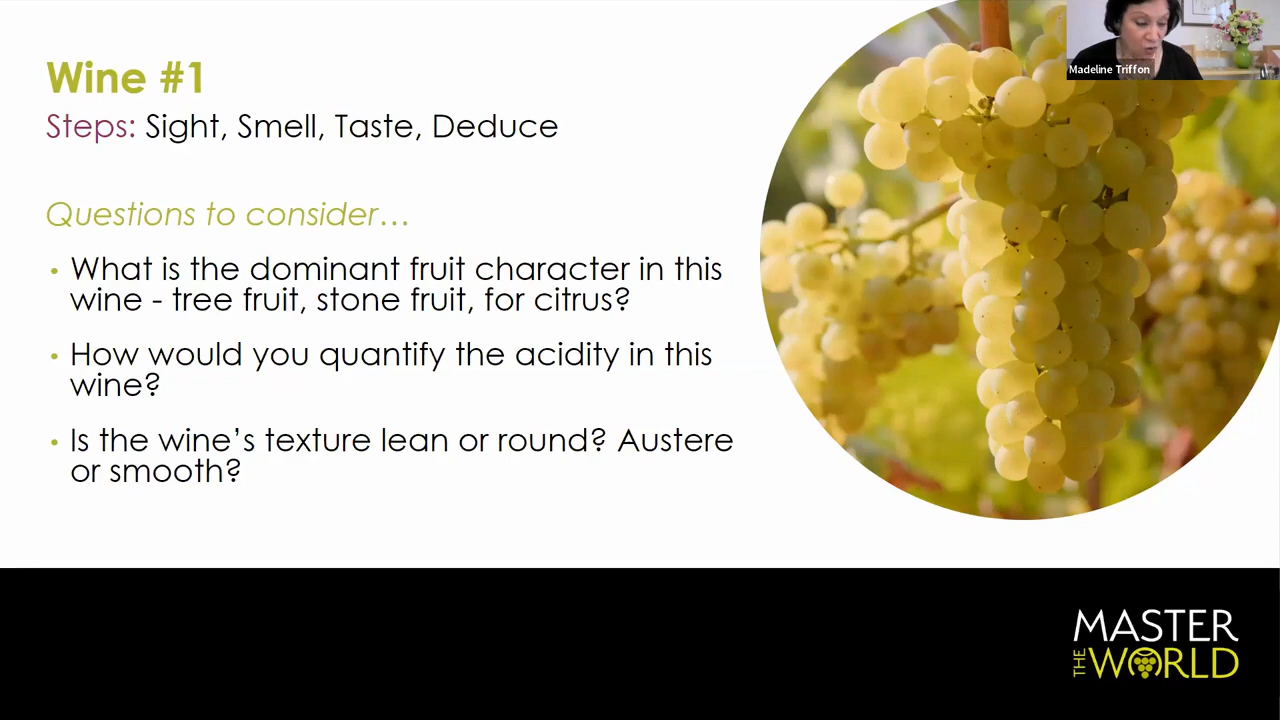 Madeline Triffon
Wine #1
Steps: Sight, Smell, Taste, Deduce
Questions to consider…
• What is the dominant fruit character in this
wine - tree fruit, stone fruit, for citrus?
• How would you quantify the acidity in this
wine?
• Is the wine’s texture lean or round? Austere
or smooth?
MASTER
THE WORLD